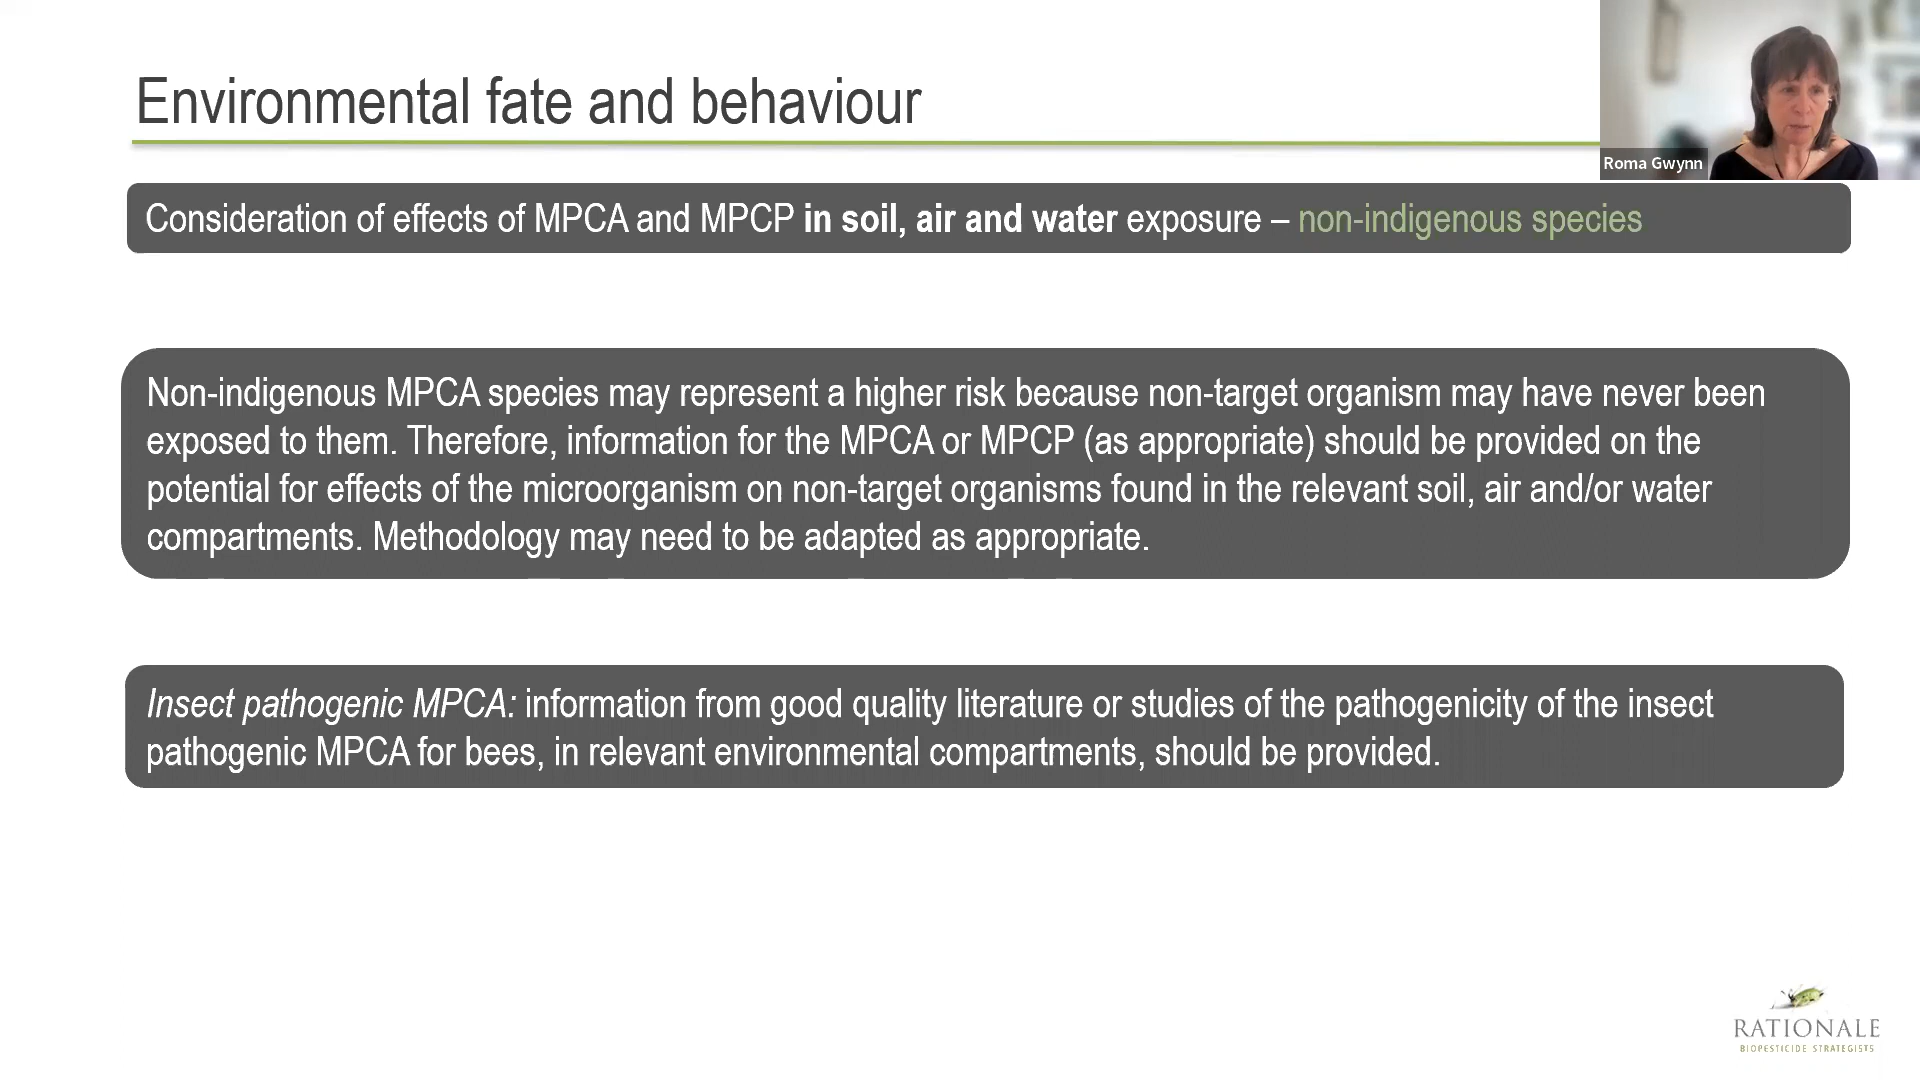 Environmental fate and behaviour
Roma Gwynn
Consideration of effects of MPCA and MPCP in soil, air and water exposure – non-indigenous species
Non-indigenous MPCA species may represent a higher risk because non-target organism may have never been
exposed to them. Therefore, information for the MPCA or MPCP (as appropriate) should be provided on the
potential for effects of the microorganism on non-target organisms found in the relevant soil, air and/or water
compartments. Methodology may need to be adapted as appropriate.
Insect pathogenic MPCA: information from good quality literature or studies of the pathogenicity of the insect
pathogenic MPCA for bees, in relevant environmental compartments, should be provided.
RATIONALE
BIOPESTICIDE STRATEGISTS